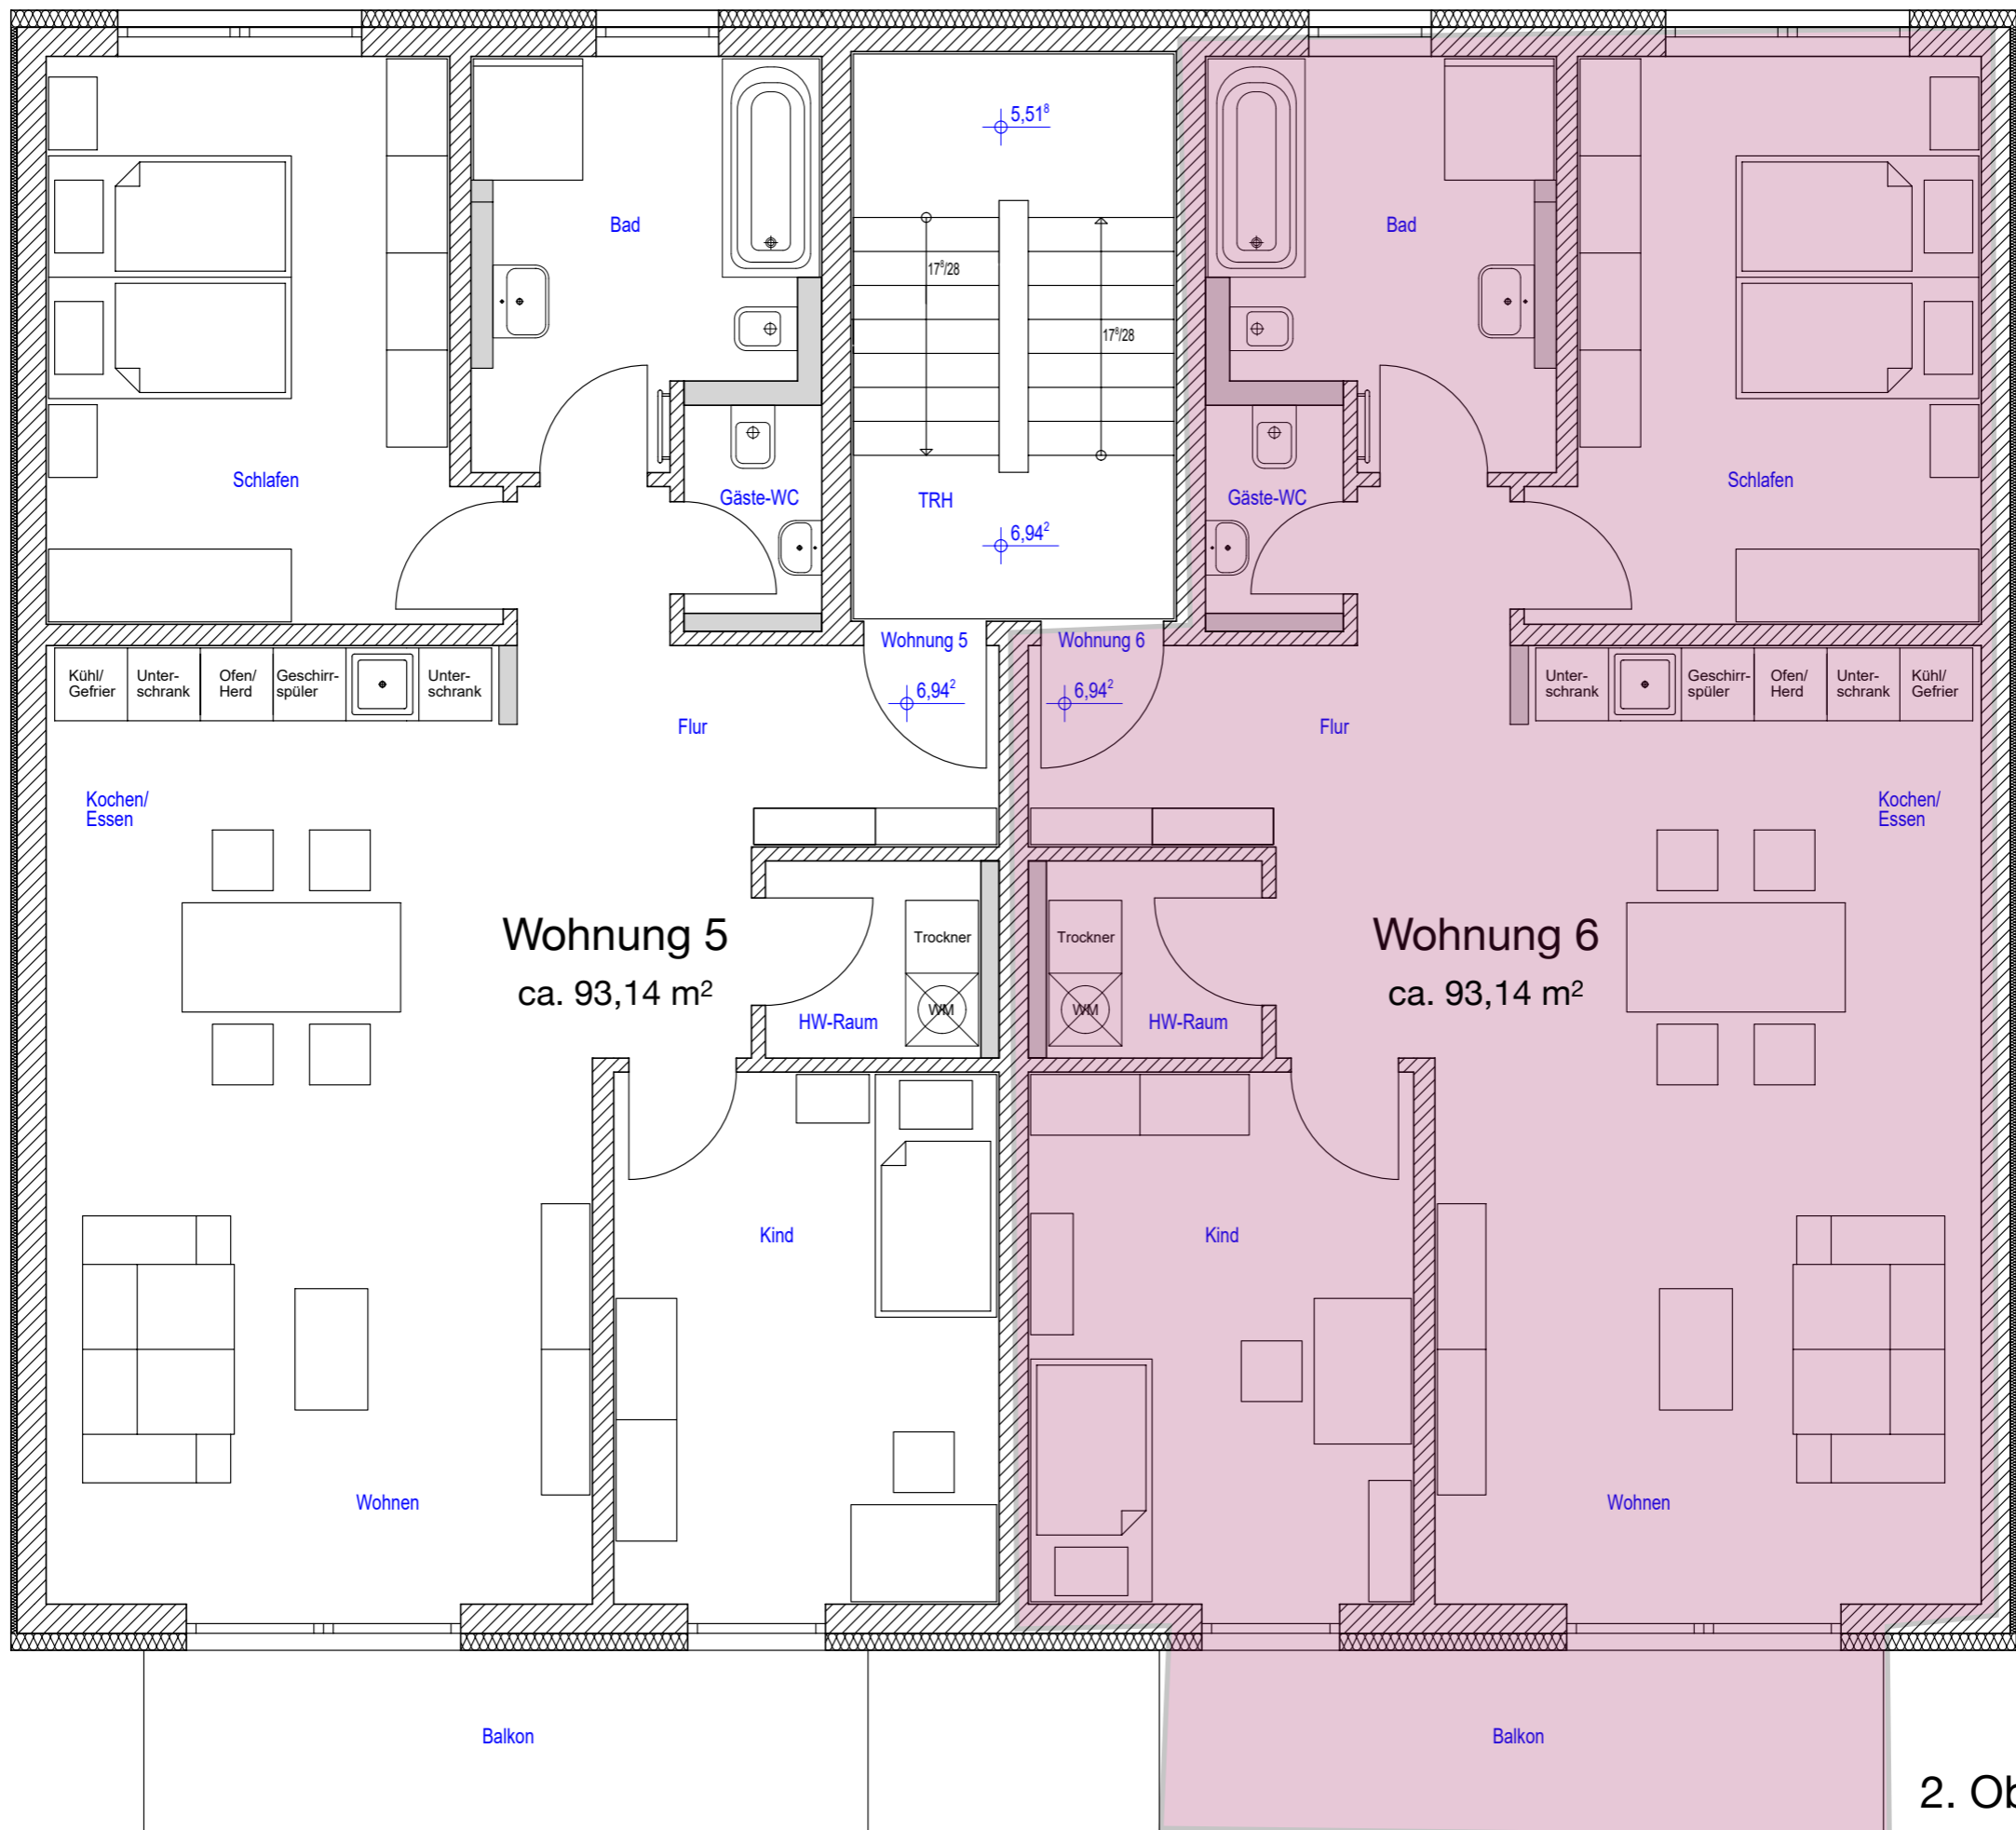 5,51⁸
Bad
Bad
17⁸/28
17⁸/28
Schlafen
Gäste-WC
TRH
Gäste-WC
Schlafen
6,94²
Wohnung 5
Wohnung 6
Kühl/
Gefrier
Unter-
schrank
Ofen/
Herd
Geschirr-
spüler
Unter-
schrank
6,94²
6,94²
Unter-
schrank
Geschirr-
spüler
Ofen/
Herd
Unter-
schrank
Kühl/
Gefrier
Flur
Flur
Kochen/
Essen
Kochen/
Essen
Wohnung 5
ca. 93,14 m²
Trockner
WM
HW-Raum
Trockner
WM
HW-Raum
Wohnung 6
ca. 93,14 m²
Kind
Kind
Wohnen
Wohnen
Balkon
Balkon
2. Ob